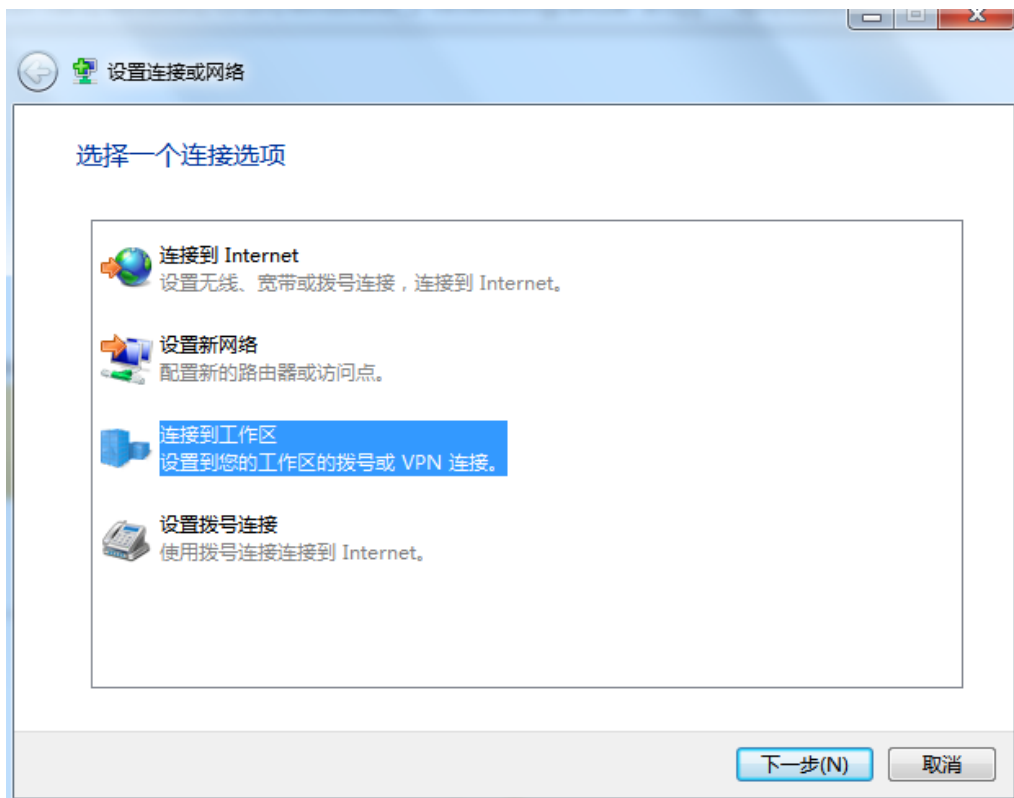 设置连接或网络
选择一个连接选项
连接到 Internet
设置无线、宽带或拨号连接，连接到 Internet。
设置新网络
配置新的路由器或访问点。
连接到工作区
设置到您的工作区的拨号或 VPN 连接。
设置拨号连接
使用拨号连接连接到 Internet。
下一步(N)
取消